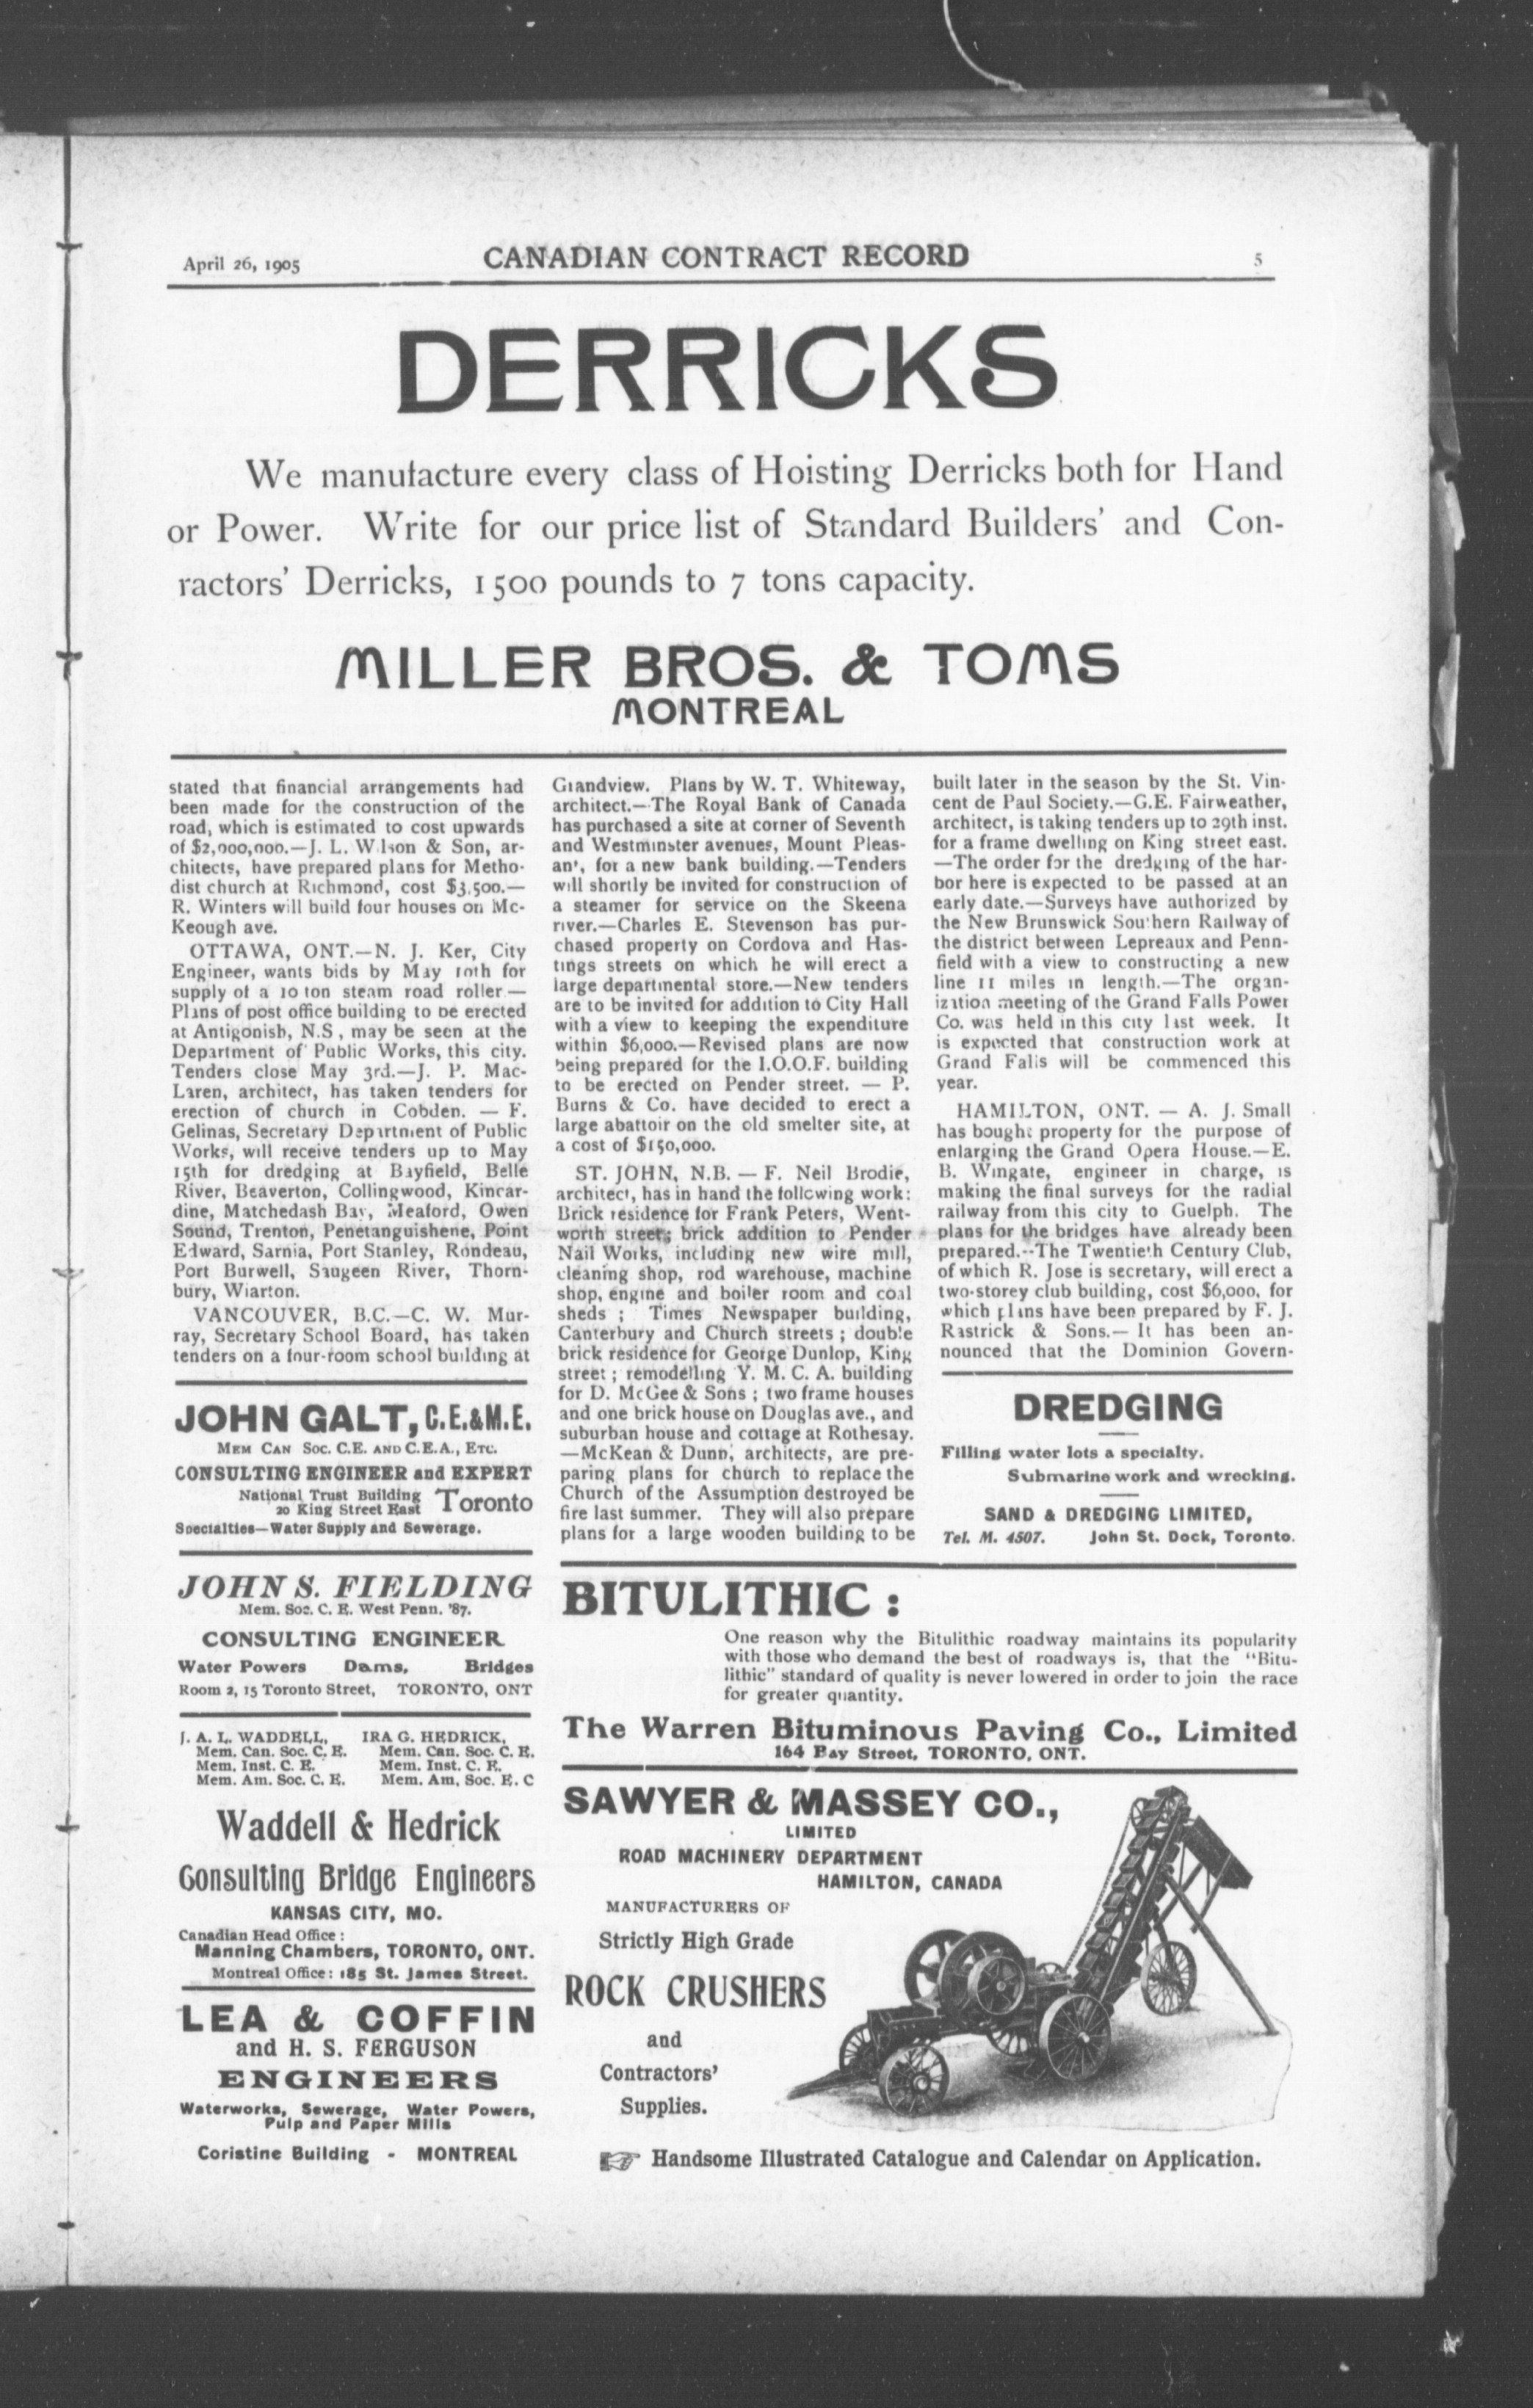 April 26, 1905
CANADIAN CONTRACT RECORD
5
DERRICKS
We manufacture every class of Hoisting Derricks both for Hand
or Power. Write for our price list of Standard Builders' and Con-
ractors' Derricks, 1500 pounds to 7 tons capacity.
MILLER BROS. & TOMS
MONTREAL
stated that financial arrangements had
been made for the construction of the
road, which is estimated to cost upwards
of $2,000,000.—J. L. Wilson & Son, ar-
chitects, have prepared plans for Metho-
dist church at Richmond, cost $3,500.—
R. Winters will build four houses on Mc-
Keough ave.
OTTAWA, ONT.—N. J. Ker, City
Engineer, wants bids by May 10th for
supply of a 10 ton steam road roller.—
Plans of post office building to be erected
at Antigonish, N.S., may be seen at the
Department of Public Works, this city.
Tenders close May 3rd.—J. P. Mac-
Laren, architect, has taken tenders for
erection of church in Cobden. — F.
Gelinas, Secretary Department of Public
Works, will receive tenders up to May
15th for dredging at Bayfield, Belle
River, Beaverton, Collingwood, Kincar-
dine, Matchedash Bay, Meaford, Owen
Sound, Trenton, Penetanguishene, Point
Edward, Sarnia, Port Stanley, Rondeau,
Port Burwell, Saugeen River, Thorn-
bury, Wiarton.
VANCOUVER, B.C.—C. W. Mur-
ray, Secretary School Board, has taken
tenders on a four-room school building at
JOHN GALT, C.E.&M.E.
MEM CAN SOC. C.E. AND C.E.A., ETC.
CONSULTING ENGINEER and EXPERT
National Trust Building
20 King Street East Toronto
Specialties—Water Supply and Sewerage.
JOHN S. FIELDING
Mem. Soc. C. E. West Penn. '87.
CONSULTING ENGINEER
Water Powers Dams, Bridges
Room 2, 15 Toronto Street, TORONTO, ONT
J. A. L. WADDELL, IRA G. HEDRICK,
Mem. Can. Soc. C. E. Mem. Can. Soc. C. E.
Mem. Inst. C. E. Mem. Inst. C. E.
Mem. Am. Soc. C. E. Mem. Am, Soc. E. C
Waddell & Hedrick
Consulting Bridge Engineers
KANSAS CITY, MO.
Canadian Head Office :
Manning Chambers, TORONTO, ONT.
Montreal Office: 185 St. James Street.
LEA & COFFIN
and H. S. FERGUSON
ENGINEERS
Waterworks, Sewerage, Water Powers,
Pulp and Paper Mills
Coristine Building - MONTREAL
Grandview. Plans by W. T. Whiteway,
architect.—The Royal Bank of Canada
has purchased a site at corner of Seventh
and Westminster avenues, Mount Pleas-
ant, for a new bank building.—Tenders
will shortly be invited for construction of
a steamer for service on the Skeena
river.—Charles E. Stevenson has pur-
chased property on Cordova and Has-
tings streets on which he will erect a
large departmental store.—New tenders
are to be invited for addition to City Hall
with a view to keeping the expenditure
within $6,000.—Revised plans are now
being prepared for the I.O.O.F. building
to be erected on Pender street. — P.
Burns & Co. have decided to erect a
large abattoir on the old smelter site, at
a cost of $150,000.
ST. JOHN, N.B. — F. Neil Brodie,
architect, has in hand the following work:
Brick residence for Frank Peters, Went-
worth street; brick addition to Pender
Nail Works, including new wire mill,
cleaning shop, rod warehouse, machine
shop, engine and boiler room and coal
sheds ; Times Newspaper building,
Canterbury and Church streets ; double
brick residence for George Dunlop, King
street ; remodelling Y. M. C. A. building
for D. McGee & Sons ; two frame houses
and one brick house on Douglas ave., and
suburban house and cottage at Rothesay.
—McKean & Dunn, architects, are pre-
paring plans for church to replace the
Church of the Assumption destroyed be
fire last summer. They will also prepare
plans for a large wooden building to be
built later in the season by the St. Vin-
cent de Paul Society.—G.E. Fairweather,
architect, is taking tenders up to 29th inst.
for a frame dwelling on King street east.
—The order for the dredging of the har-
bor here is expected to be passed at an
early date.—Surveys have authorized by
the New Brunswick Southern Railway of
the district between Lepreaux and Penn-
field with a view to constructing a new
line 11 miles in length.—The organ-
ization meeting of the Grand Falls Power
Co. was held in this city last week. It
is expected that construction work at
Grand Falls will be commenced this
year.
HAMILTON, ONT. — A. J. Small
has bought property for the purpose of
enlarging the Grand Opera House.—E.
B. Wingate, engineer in charge, is
making the final surveys for the radial
railway from this city to Guelph. The
plans for the bridges have already been
prepared.--The Twentieth Century Club,
of which R. Jose is secretary, will erect a
two-storey club building, cost $6,000, for
which plans have been prepared by F. J.
Rastrick & Sons.— It has been an-
nounced that the Dominion Govern-
DREDGING
Filling water lots a specialty.
Submarine work and wrecking.
SAND & DREDGING LIMITED,
Tel. M. 4507. John St. Dock, Toronto.
BITULITHIC :
One reason why the Bitulithic roadway maintains its popularity
with those who demand the best of roadways is, that the "Bitu-
lithic" standard of quality is never lowered in order to join the race
for greater quantity.
The Warren Bituminous Paving Co., Limited
164 Bay Street, TORONTO, ONT.
SAWYER & MASSEY CO.,
LIMITED
ROAD MACHINERY DEPARTMENT
HAMILTON, CANADA
MANUFACTURERS OF
Strictly High Grade
ROCK CRUSHERS
and
Contractors'
Supplies.
Handsome Illustrated Catalogue and Calendar on Application.